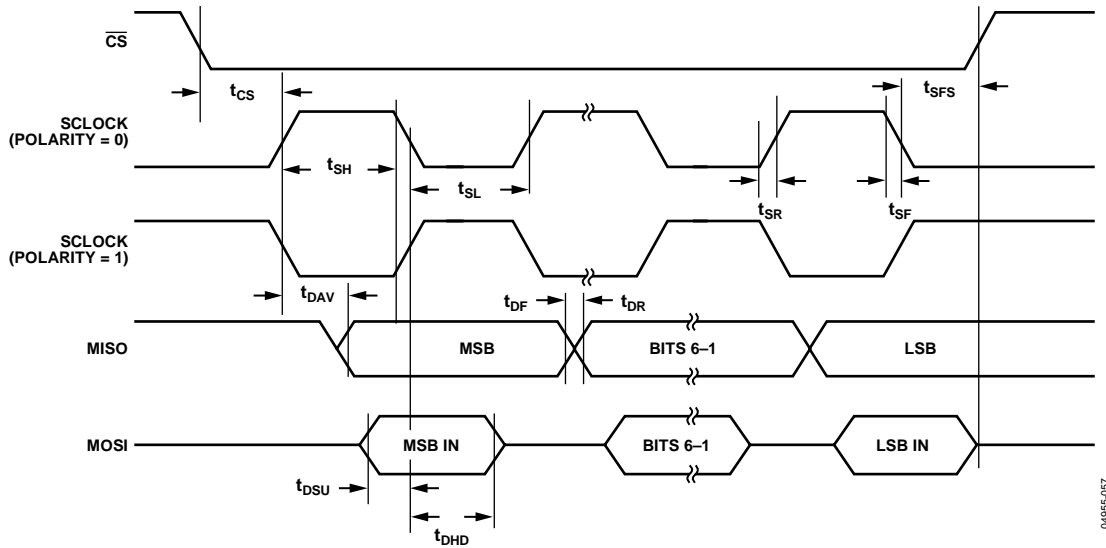 CS
tCS
tSFS
SCLOCK
(POLARITY = 0)
tSH
tSL
tSR
tSF
SCLOCK
(POLARITY = 1)
tDAV
tDF
tDR
MISO
MSB
BITS 6–1
LSB
MOSI
MSB IN
BITS 6–1
LSB IN
tDSU
tDHD
04955-057